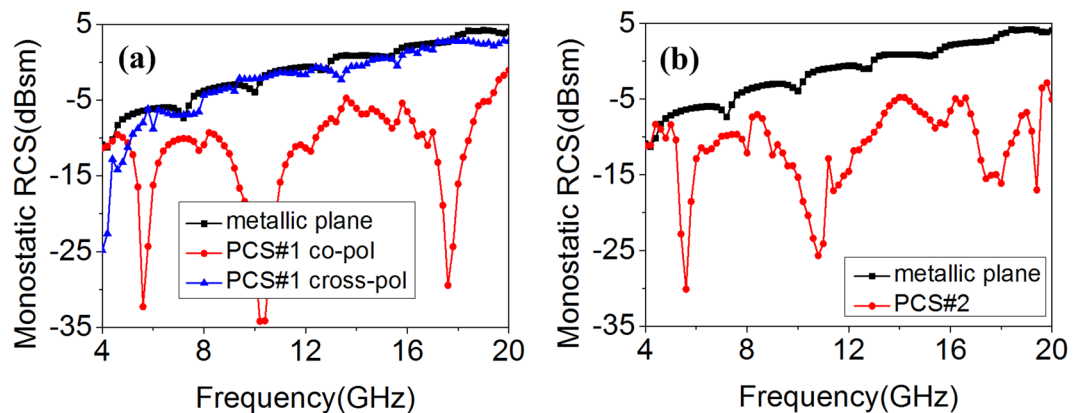 (a)
Monostatic RCS(dBsm)
5
-5
-15
-25
-35
metallic plane
PCS#1 co-pol
PCS#1 cross-pol
4
8
12
16
20
Frequency(GHz)
(b)
Monostatic RCS(dBsm)
5
-5
-15
-25
-35
metallic plane
PCS#2
4
8
12
16
20
Frequency(GHz)